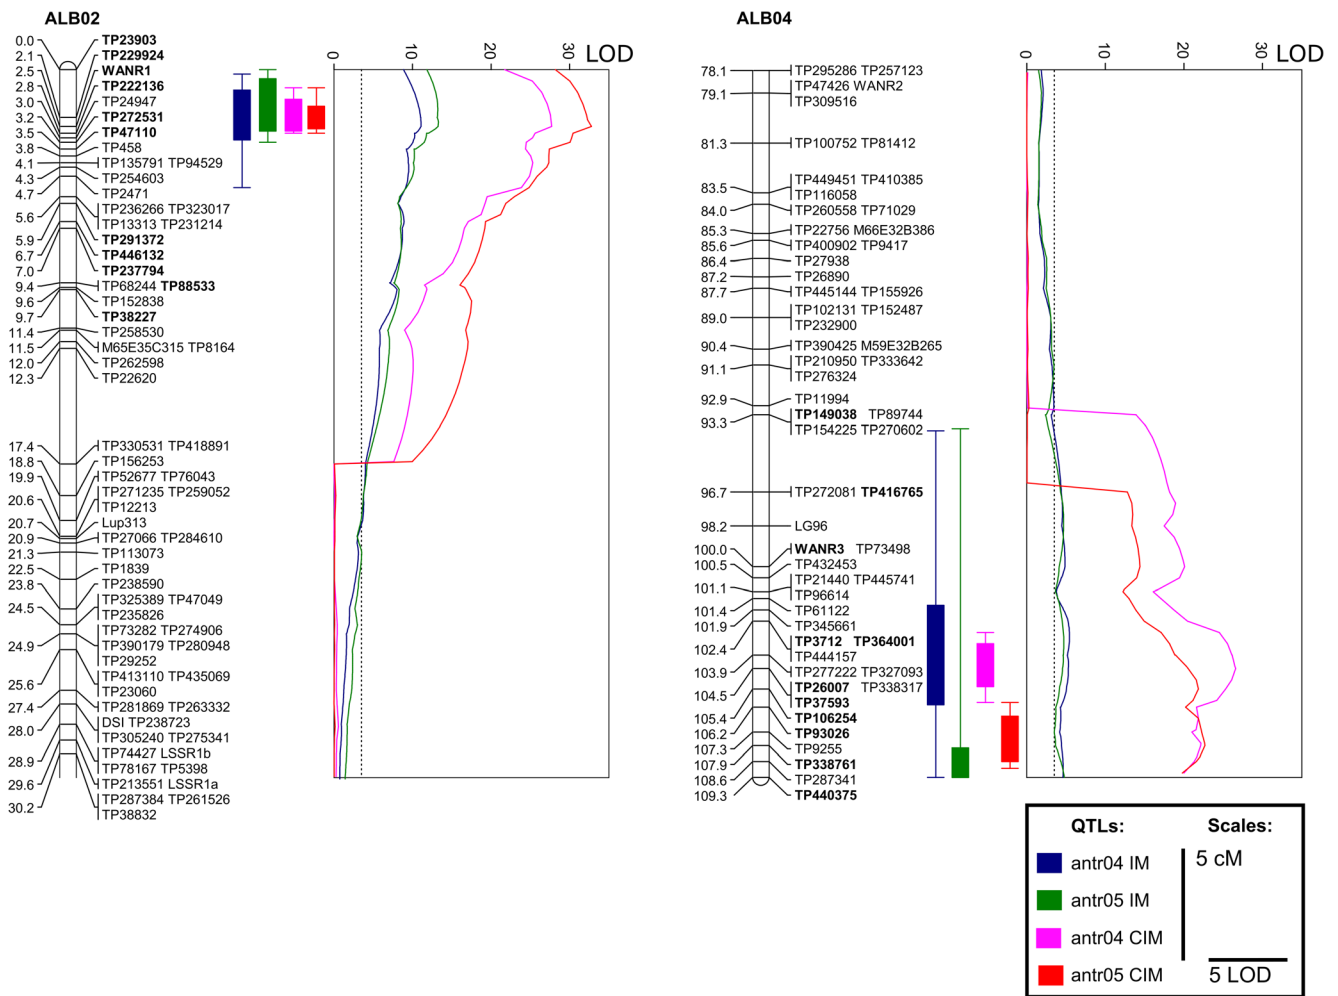 ALB02
0.0 TP23903
2.1 TP229924
2.5 WANR1
2.8 TP222136
3.0 TP24947
3.2 TP272531
3.5 TP47110
3.8 TP458
4.1 TP135791 TP94529
4.3 TP254603
4.7 TP2471
TP236266 TP323017
5.6 TP13313 TP231214
5.9 TP291372
6.7 TP446132
7.0 TP237794
9.4 TP68244 TP88533
9.6 TP152838
9.7 TP38227
11.4 TP258530
11.5 M65E35C315 TP8164
12.0 TP262598
12.3 TP22620
17.4 TP330531 TP418891
18.8 TP156253
19.9 TP52677 TP76043
TP271235 TP259052
20.6 TP12213
20.7 Lup313
20.9 TP27066 TP284610
21.3 TP113073
22.5 TP1839
23.8 TP238590
TP325389 TP47049
24.5 TP235826
TP73282 TP274906
24.9 TP390179 TP280948
TP29252
TP413110 TP435069
25.6 TP23060
27.4 TP281869 TP263332
DSI TP238723
28.0 TP305240 TP275341
TP74427 LSSR1b
28.9 TP78167 TP5398
29.6 TP213551 LSSR1a
TP287384 TP261526
30.2 TP38832
0 10 20 30 LOD
ALB04
78.1 TP295286 TP257123
TP47426 WANR2
79.1 TP309516
81.3 TP100752 TP81412
TP449451 TP410385
83.5 TP116058
84.0 TP260558 TP71029
85.3 TP22756 M66E32B386
85.6 TP400902 TP9417
86.4 TP27938
87.2 TP26890
87.7 TP445144 TP155926
TP102131 TP152487
89.0 TP232900
90.4 TP390425 M59E32B265
TP210950 TP333642
91.1 TP276324
92.9 TP11994
TP149038 TP89744
93.3 TP154225 TP270602
96.7 TP272081 TP416765
98.2 LG96
100.0 WANR3 TP73498
100.5 TP432453
TP21440 TP445741
101.1 TP96614
101.4 TP61122
101.9 TP345661
TP3712 TP364001
102.4 TP444157
103.9 TP277222 TP327093
TP26007 TP338317
104.5 TP37593
105.4 TP106254
106.2 TP93026
107.3 TP9255
107.9 TP338761
108.6 TP287341
109.3 TP440375
0 10 20 30 LOD
QTLs: Scales:
antr04 IM 5 cM
antr05 IM
antr04 CIM
antr05 CIM 5 LOD